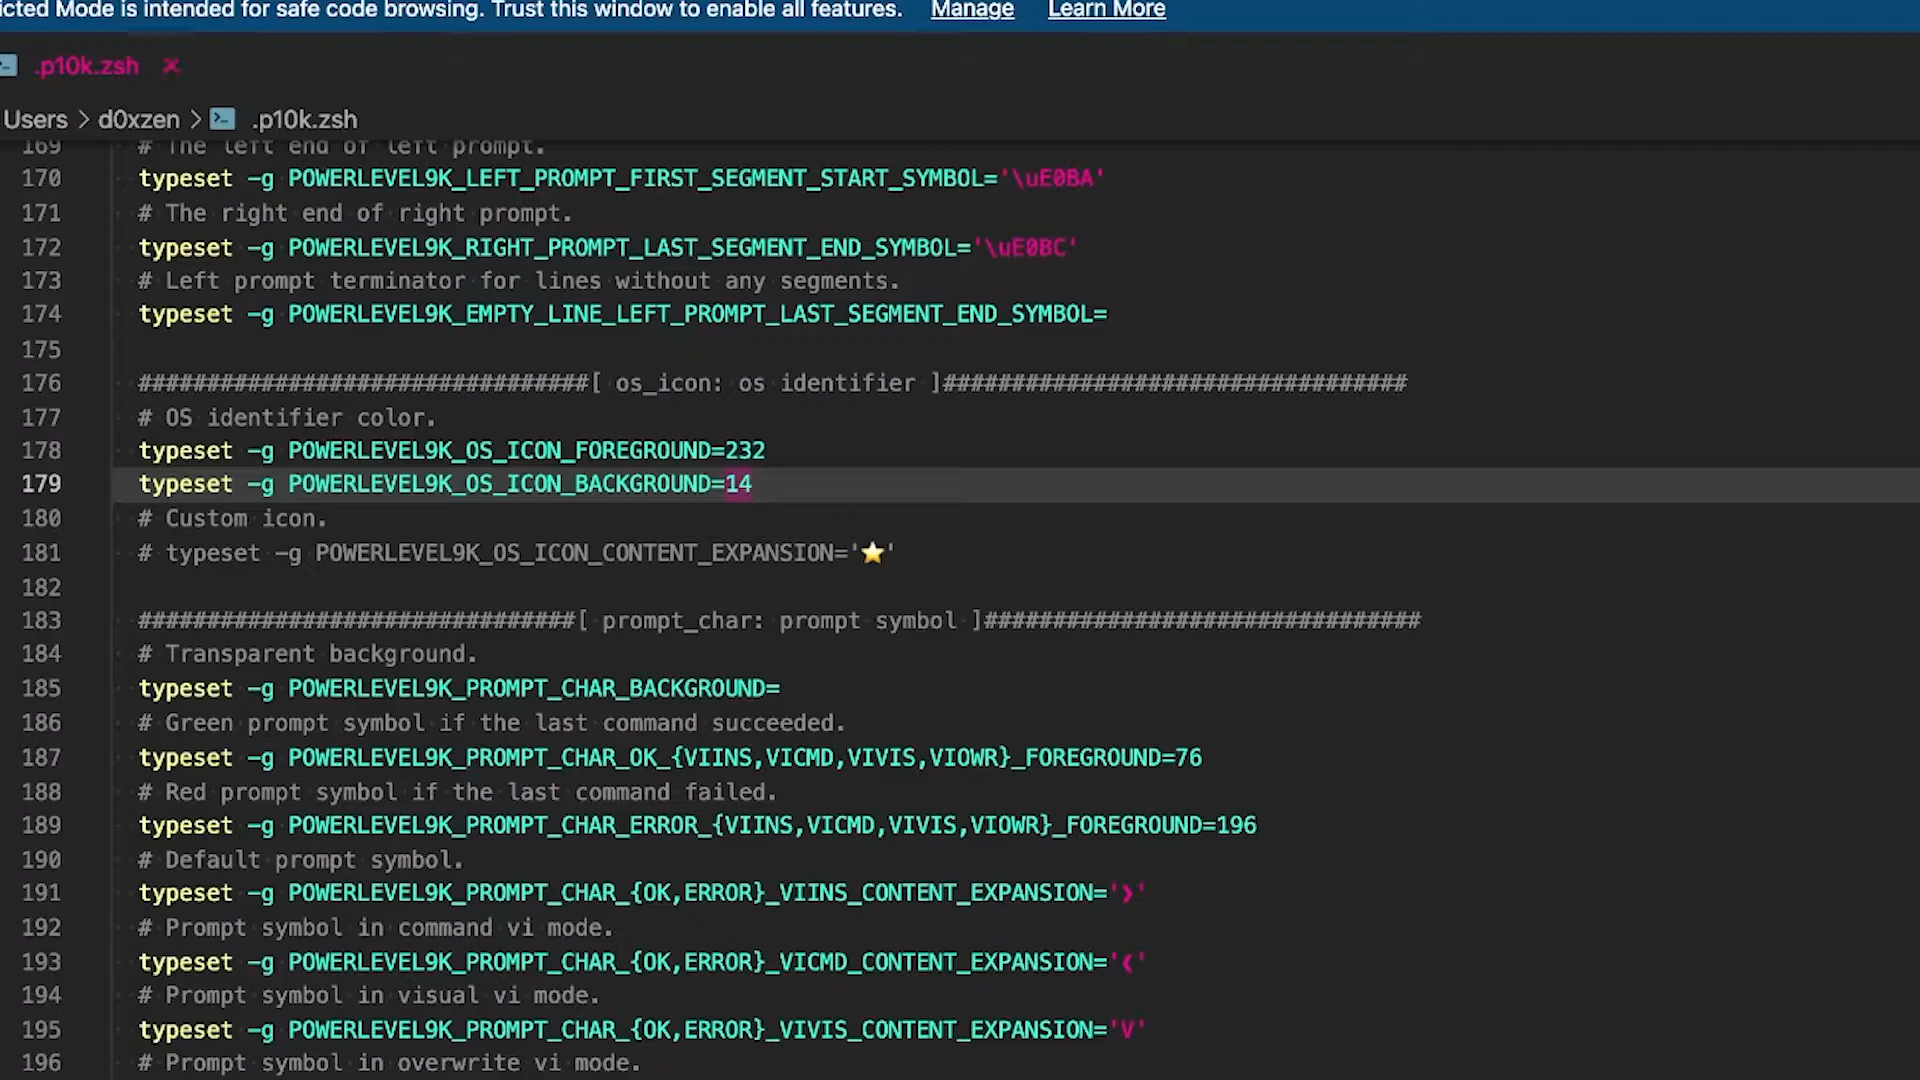 icted Mode is intended for safe code browsing. Trust this window to enable all features. Manage Learn More
.p10k.zsh
Users > d0xzen > .p10k.zsh
169 # The left end of left prompt.
170 typeset -g POWERLEVEL9K_LEFT_PROMPT_FIRST_SEGMENT_START_SYMBOL='\uE0BA'
171 # The right end of right prompt.
172 typeset -g POWERLEVEL9K_RIGHT_PROMPT_LAST_SEGMENT_END_SYMBOL='\uE0BC'
173 # Left prompt terminator for lines without any segments.
174 typeset -g POWERLEVEL9K_EMPTY_LINE_LEFT_PROMPT_LAST_SEGMENT_END_SYMBOL=
175
176 #################################[ os_icon: os identifier ]##################################
177 # OS identifier color.
178 typeset -g POWERLEVEL9K_OS_ICON_FOREGROUND=232
179 typeset -g POWERLEVEL9K_OS_ICON_BACKGROUND=14
180 # Custom icon.
181 # typeset -g POWERLEVEL9K_OS_ICON_CONTENT_EXPANSION='⭐'
182
183 ################################[ prompt_char: prompt symbol ]################################
184 # Transparent background.
185 typeset -g POWERLEVEL9K_PROMPT_CHAR_BACKGROUND=
186 # Green prompt symbol if the last command succeeded.
187 typeset -g POWERLEVEL9K_PROMPT_CHAR_OK_{VIINS,VICMD,VIVIS,VIOWR}_FOREGROUND=76
188 # Red prompt symbol if the last command failed.
189 typeset -g POWERLEVEL9K_PROMPT_CHAR_ERROR_{VIINS,VICMD,VIVIS,VIOWR}_FOREGROUND=196
190 # Default prompt symbol.
191 typeset -g POWERLEVEL9K_PROMPT_CHAR_{OK,ERROR}_VIINS_CONTENT_EXPANSION='❯'
192 # Prompt symbol in command vi mode.
193 typeset -g POWERLEVEL9K_PROMPT_CHAR_{OK,ERROR}_VICMD_CONTENT_EXPANSION='❮'
194 # Prompt symbol in visual vi mode.
195 typeset -g POWERLEVEL9K_PROMPT_CHAR_{OK,ERROR}_VIVIS_CONTENT_EXPANSION='V'
196 # Prompt symbol in overwrite vi mode.